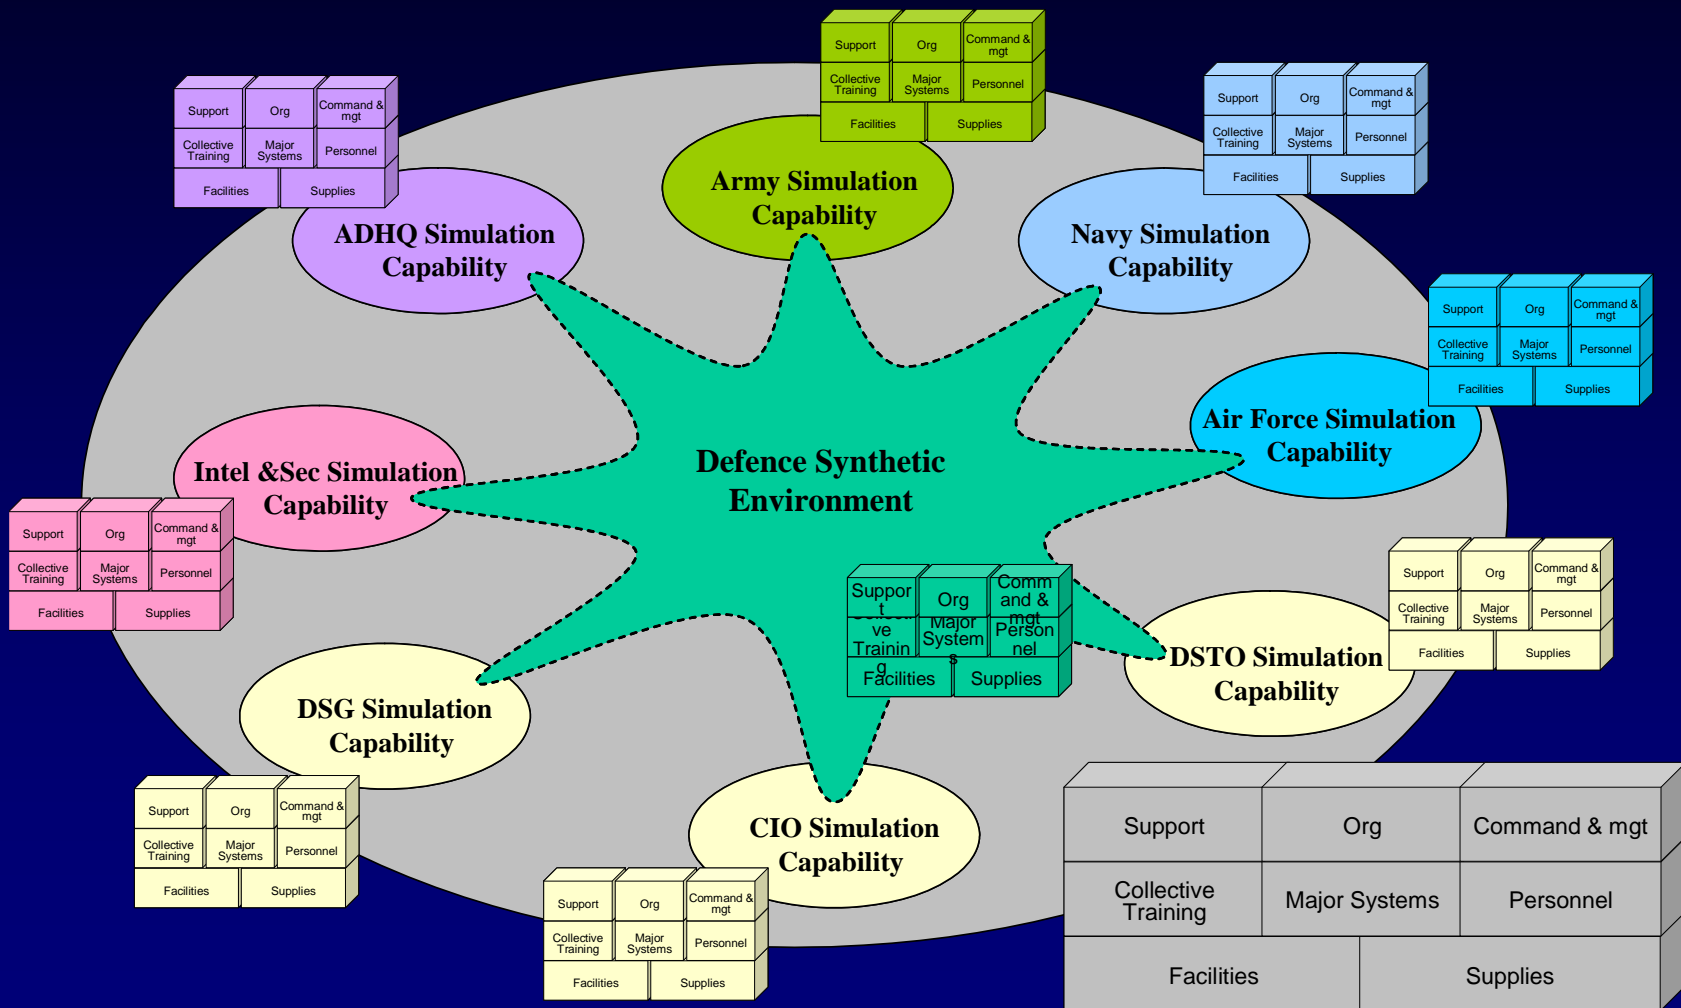 Support
Org
Command &
mgt
Collective
Training
Major
Systems
Personnel
Facilities
Supplies
Army Simulation
Capability
Support
Org
Command &
mgt
Collective
Training
Major
Systems
Personnel
Facilities
Supplies
ADHQ Simulation
Capability
Support
Org
Command &
mgt
Collective
Training
Major
Systems
Personnel
Facilities
Supplies
Navy Simulation
Capability
Support
Org
Command &
mgt
Collective
Training
Major
Systems
Personnel
Facilities
Supplies
Air Force Simulation
Capability
Defence Synthetic
Environment
Intel &Sec Simulation
Capability
Support
Org
Command &
mgt
Collective
Training
Major
Systems
Personnel
Facilities
Supplies
Suppor
t
Org
Comm
and &
mgt
ve
Trainin
g
Major
System
s
Person
nel
Facilities
Supplies
Support
Org
Command &
mgt
Collective
Training
Major
Systems
Personnel
Facilities
Supplies
DSTO Simulation
Capability
DSG Simulation
Capability
Support
Org
Command &
mgt
Collective
Training
Major
Systems
Personnel
Facilities
Supplies
CIO Simulation
Capability
Support
Org
Command &
mgt
Collective
Training
Major
Systems
Personnel
Facilities
Supplies
Support
Org
Command & mgt
Collective
Training
Major Systems
Personnel
Facilities
Supplies